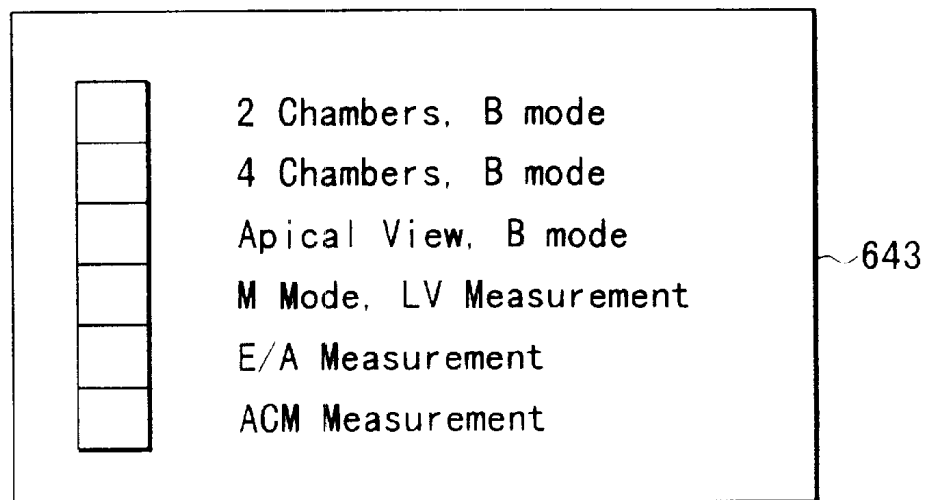 2 Chambers, B mode
4 Chambers, B mode
Apical View, B mode
M Mode, LV Measurement
643
E/A Measurement
ACM Measurement